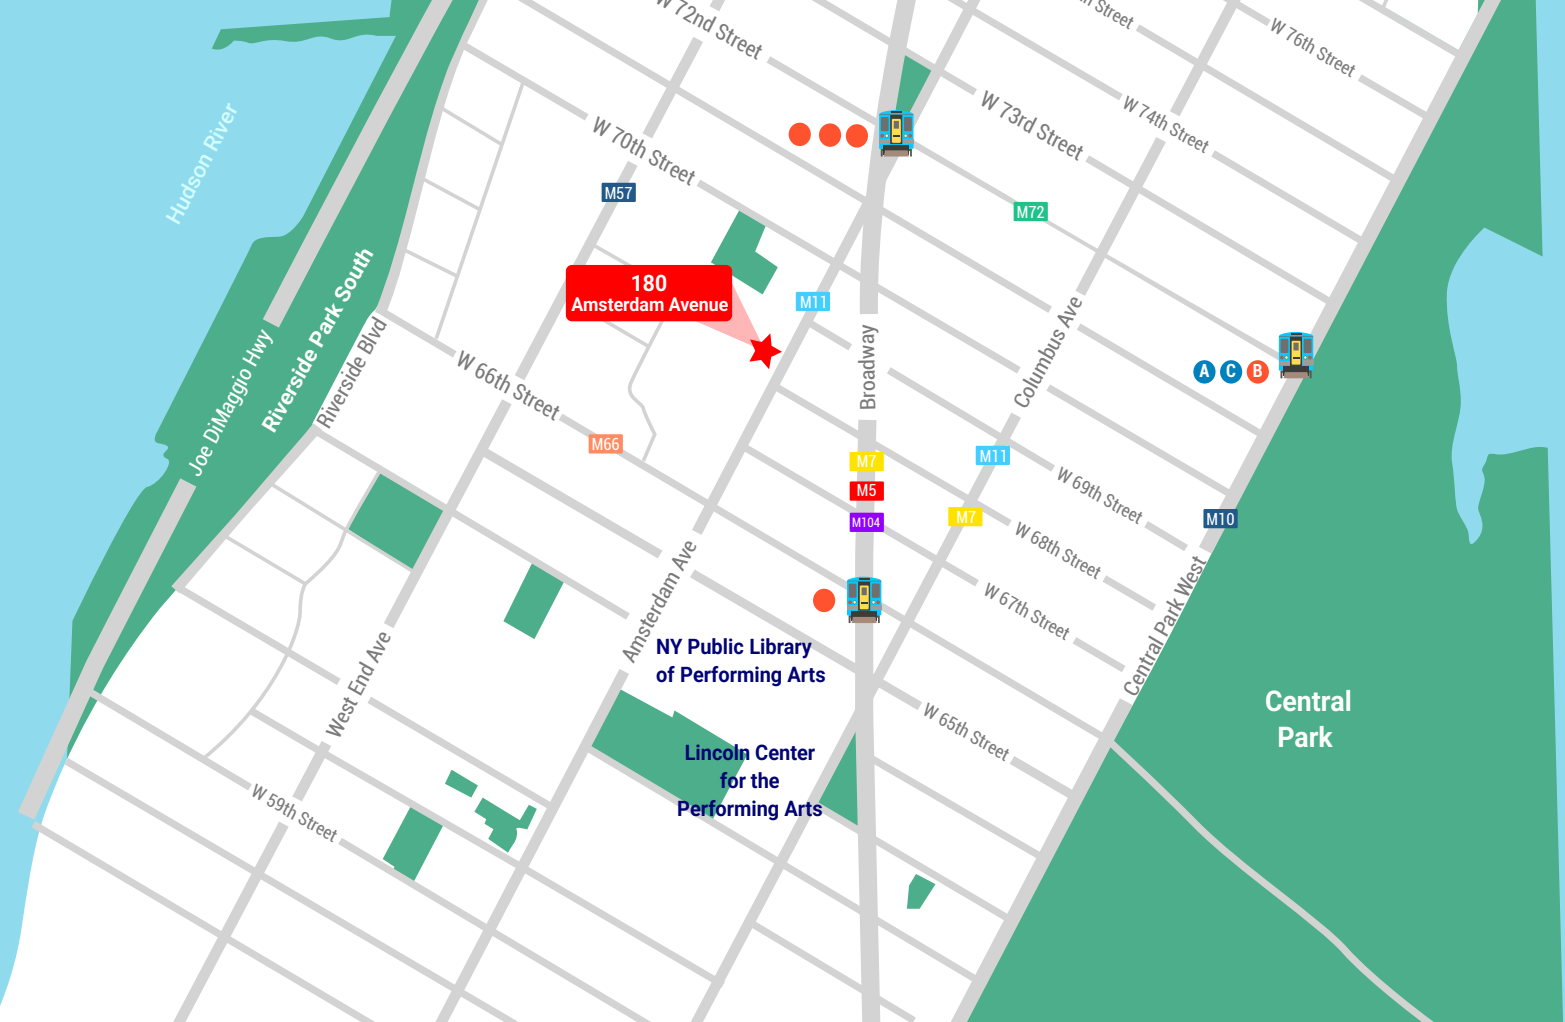 W 72nd Street
Street
W 76th Street
W 73rd Street
W 74th Street
Hudson River
W 70th Street
M57
M72
Riverside Park South
180
Amsterdam Avenue
M11
Joe DiMaggio Hwy
Riverside Blvd
W 66th Street
Broadway
Columbus Ave
A
C
B
M66
M7
M5
M104
M11
M7
W 69th Street
M10
W 68th Street
W 67th Street
Central Park West
Amsterdam Ave
NY Public Library
of Performing Arts
West End Ave
W 65th Street
Central
Park
Lincoln Center
for the
Performing Arts
W 59th Street